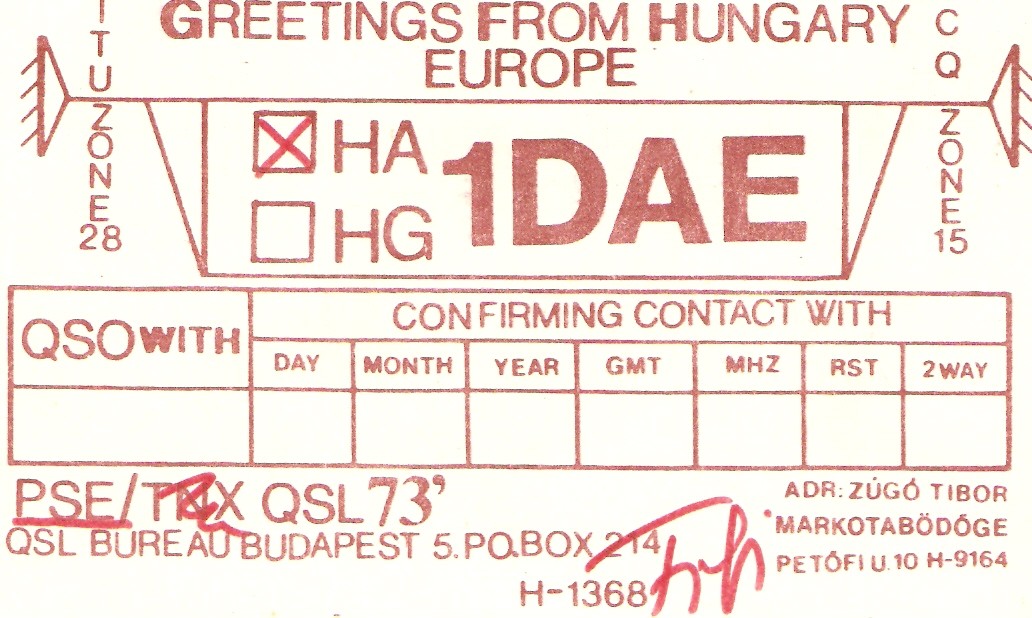 GREETINGS FROM HUNGARY
EUROPE
ITU ZONE 28
CQ ZONE 15
HA
HG
1DAE
QSO WITH
CONFIRMING CONTACT WITH
DAY MONTH YEAR GMT MHZ RST 2WAY
PSE/TNX QSL 73'
QSL BUREAU BUDAPEST 5. P.O.BOX 214
H-1368
ADR: ZÚGÓ TIBOR
MARKOTABÖDÖGE
PETŐFI U.10 H-9164